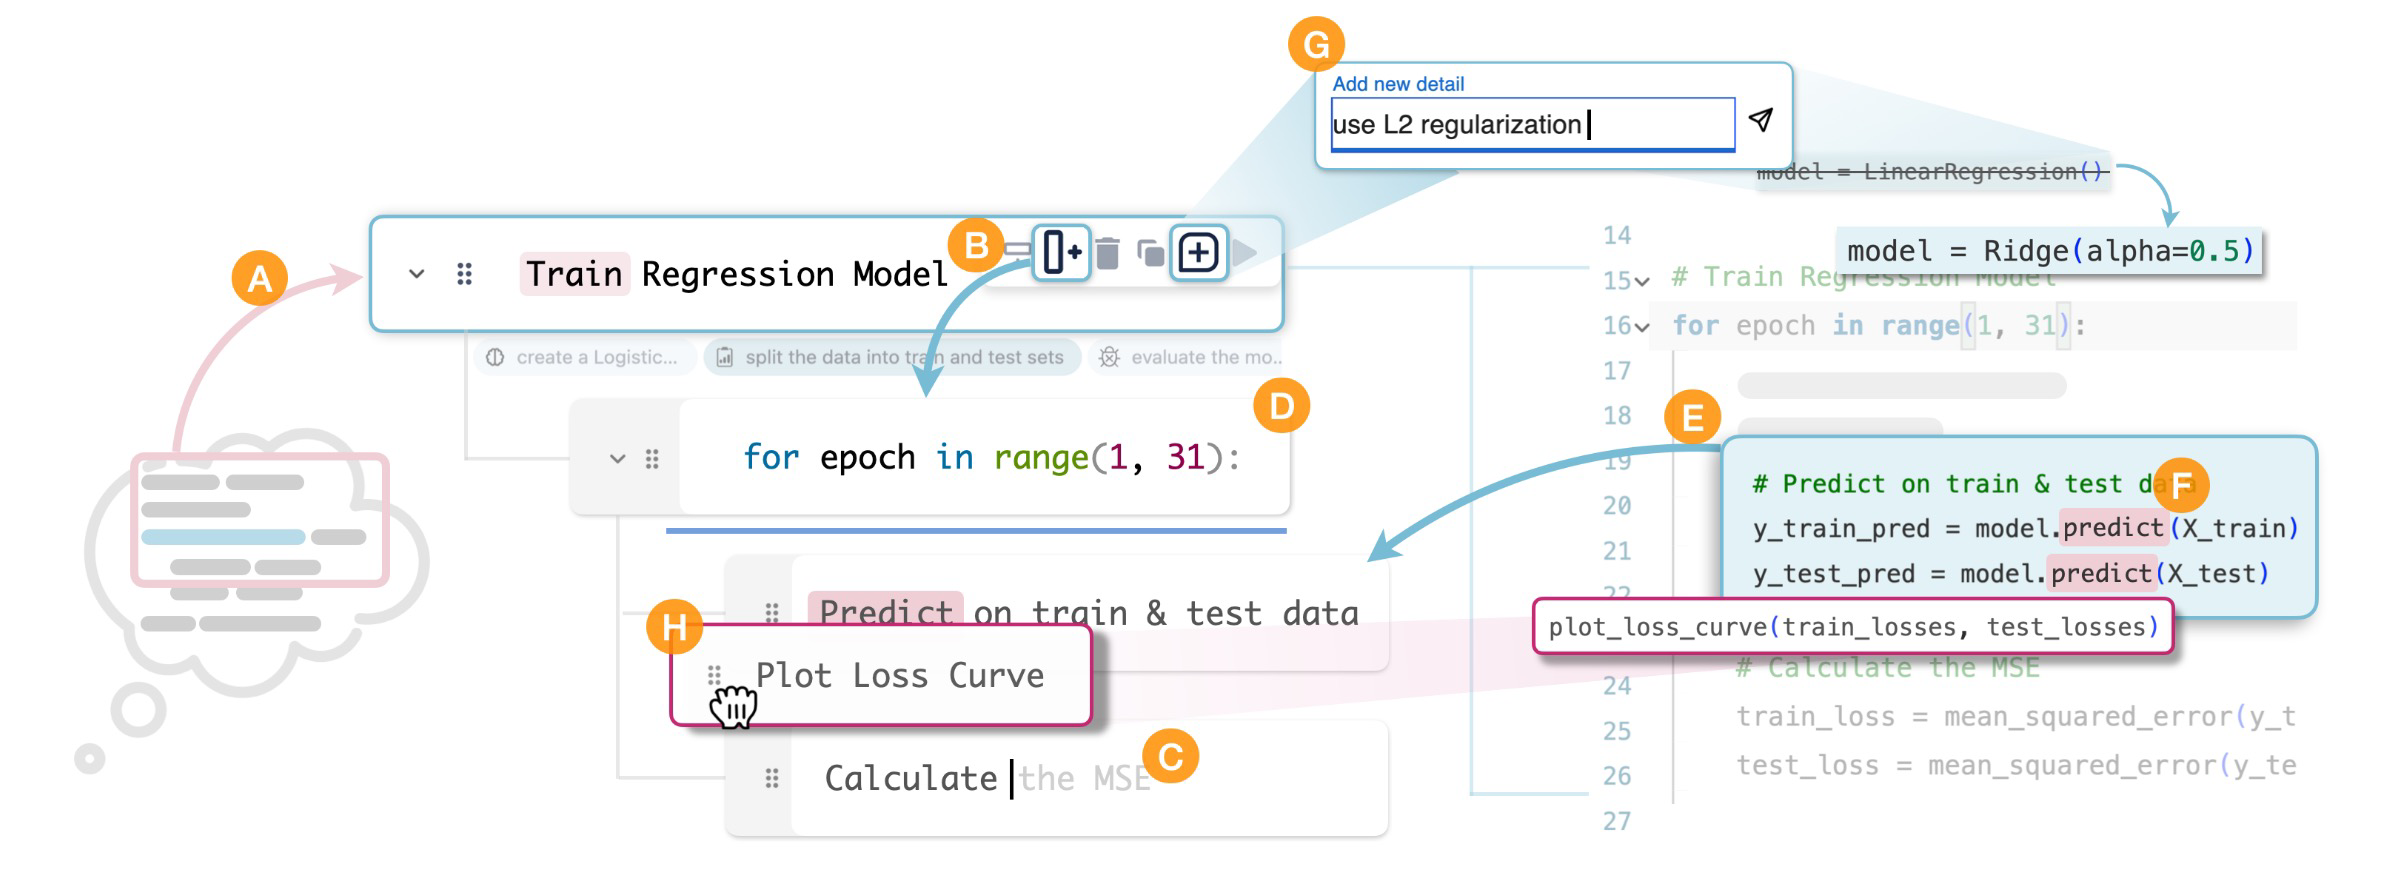 A
B
Train Regression Model
create a Logistic...
split the data into train and test sets
evaluate the mo..
D
for epoch in range(1, 31):
Predict on train & test data
H
Plot Loss Curve
Calculate the MSE
C
G
Add new detail
use L2 regularization
model = LinearRegression()
model = Ridge(alpha=0.5)
14
15 # Train Regression Model
16 for epoch in range(1, 31):
17
18
E
19
# Predict on train & test data
F
20
y_train_pred = model.predict(X_train)
21
y_test_pred = model.predict(X_test)
22
plot_loss_curve(train_losses, test_losses)
# Calculate the MSE
24
train_loss = mean_squared_error(y_t
25
test_loss = mean_squared_error(y_te
26
27